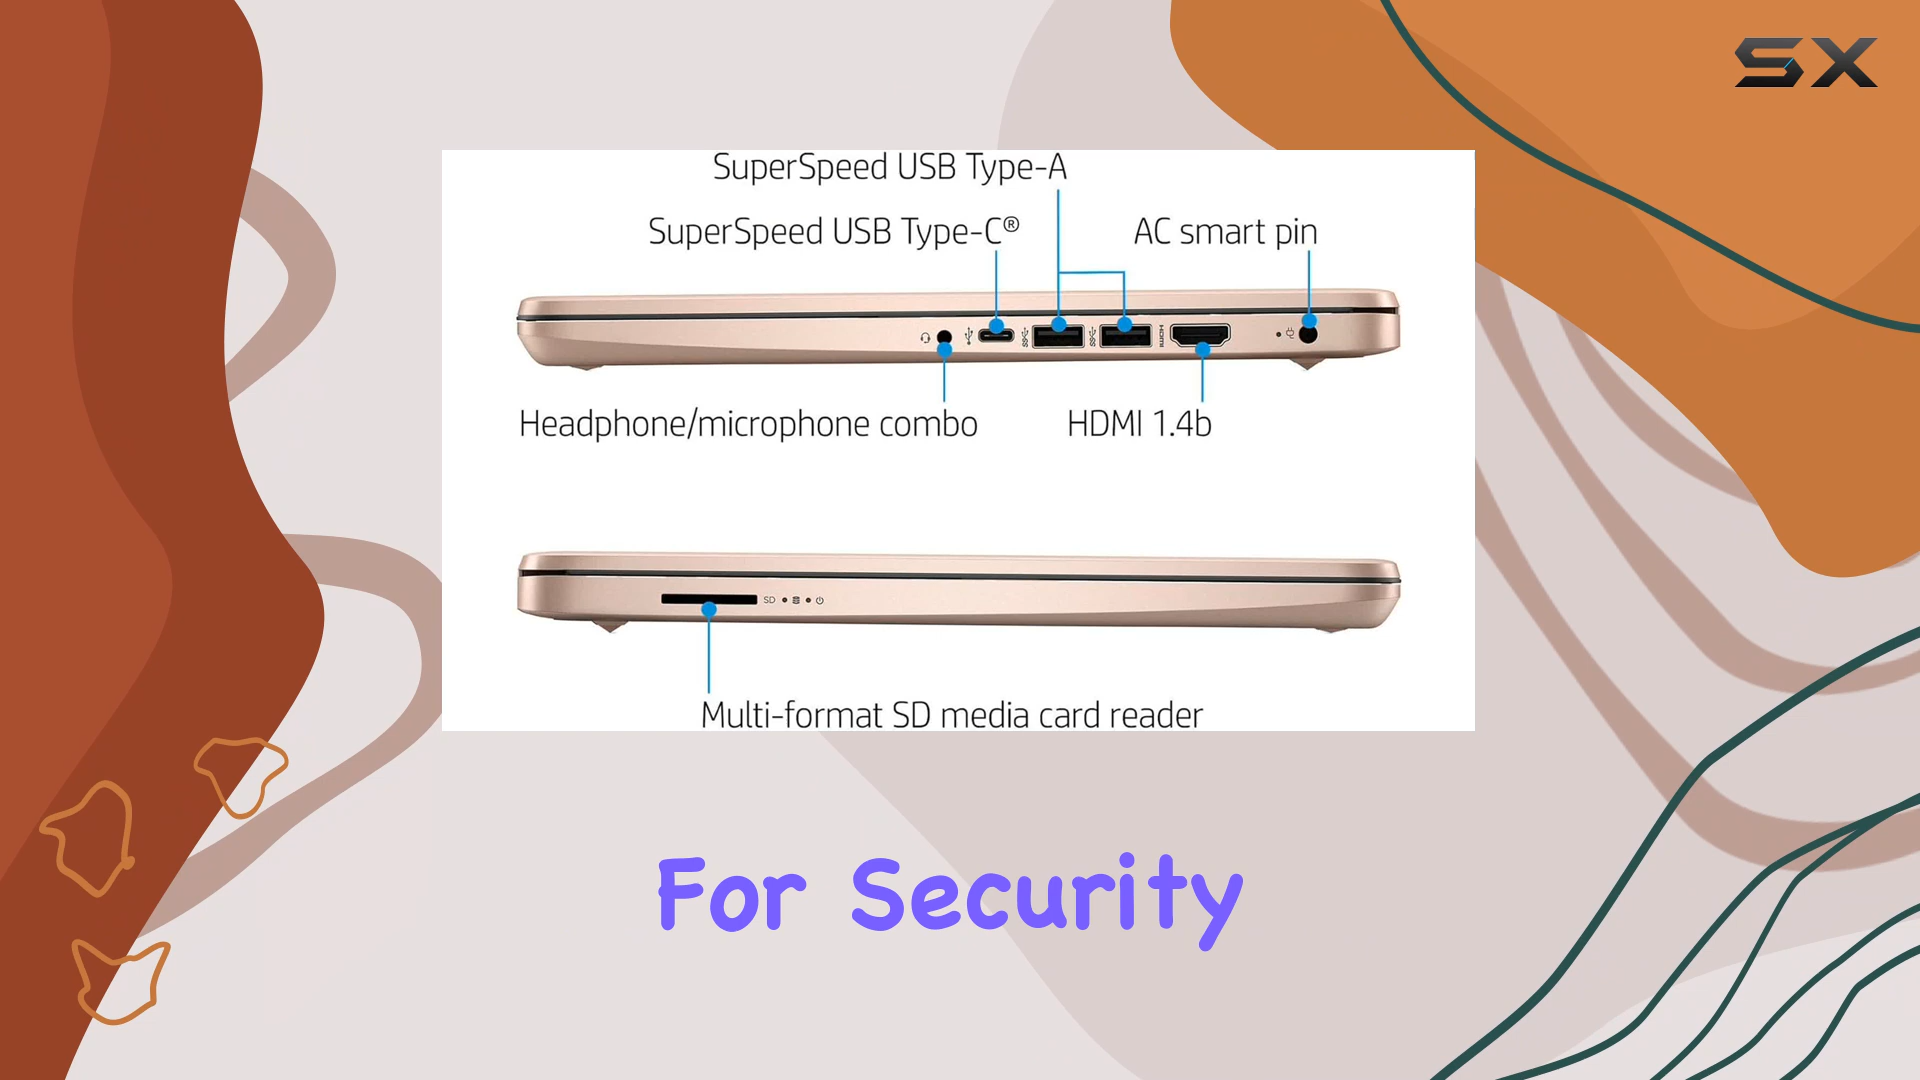 SX
SuperSpeed USB Type-A
SuperSpeed USB Type-C®
AC smart pin
HDMI
Headphone/microphone combo
HDMI 1.4b
SD
Multi-format SD media card reader
For Security